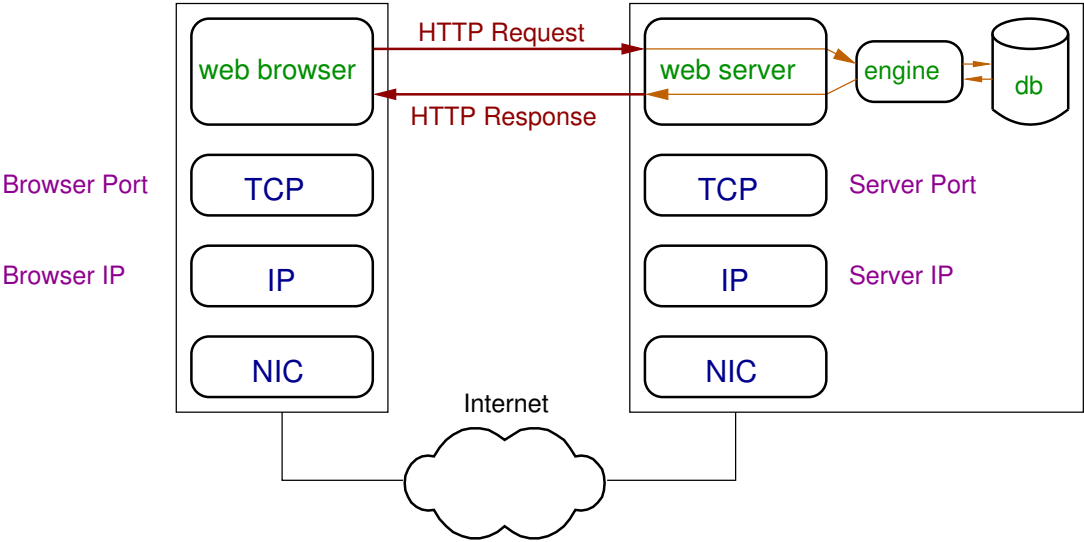 HTTP Request
web browser
web server
engine
db
HTTP Response
Browser Port
TCP
TCP
Server Port
Browser IP
IP
IP
Server IP
NIC
NIC
Internet